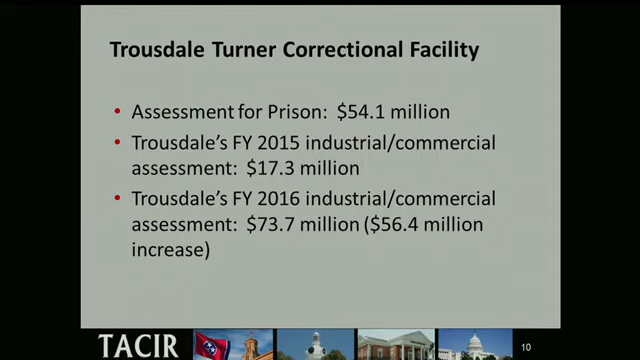 Trousdale Turner Correctional Facility
• Assessment for Prison: $54.1 million
• Trousdale's FY 2015 industrial/commercial
assessment: $17.3 million
• Trousdale's FY 2016 industrial/commercial
assessment: $73.7 million ($56.4 million
increase)
TACIR
10